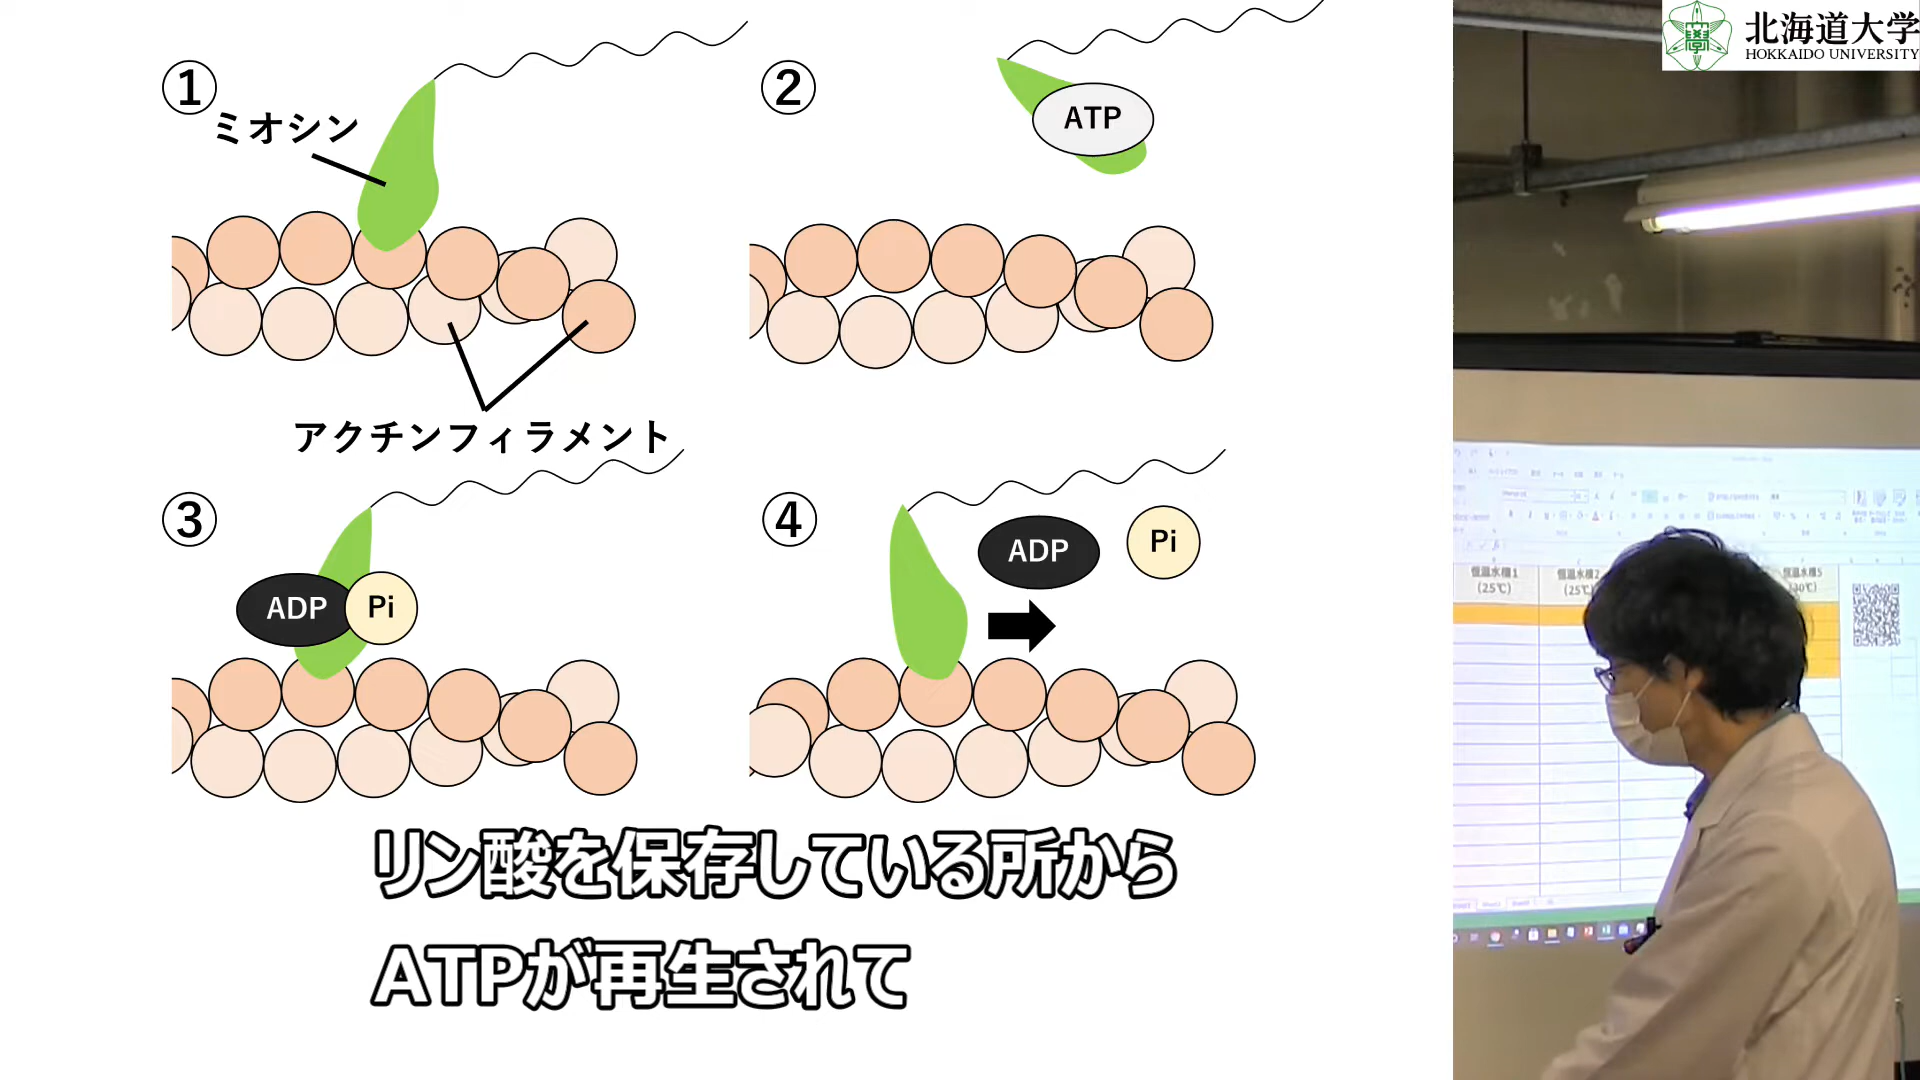 ①
ミオシン
アクチンフィラメント
②
ATP
③
ADP
Pi
④
ADP
Pi
リン酸を保存している所から
ATPが再生されて
北海道大学
HOKKAIDO UNIVERSITY
恒温水槽1
(25℃)
恒温水槽2
恒温水槽5